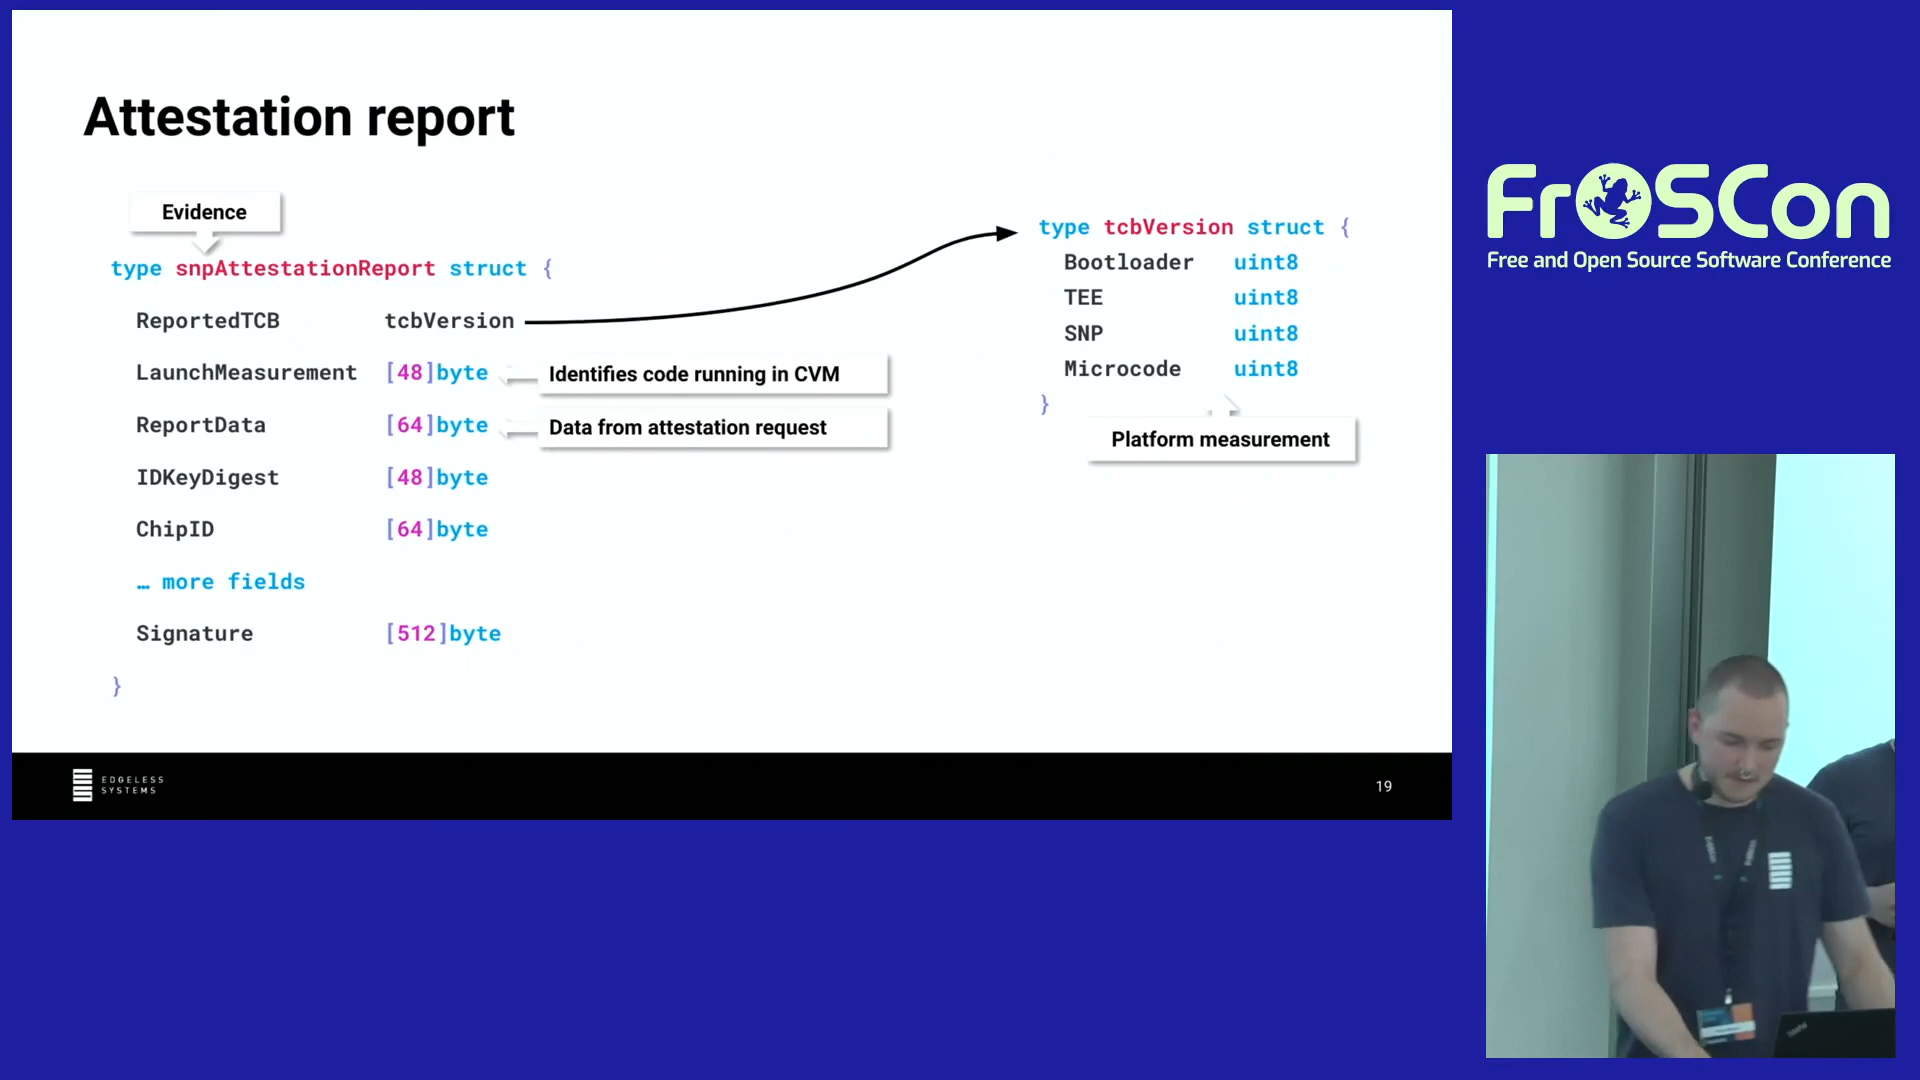 Attestation report
Evidence
type snpAttestationReport struct {
ReportedTCB tcbVersion
LaunchMeasurement [48]byte
Identifies code running in CVM
ReportData [64]byte
Data from attestation request
IDKeyDigest [48]byte
ChipID [64]byte
… more fields
Signature [512]byte
}
type tcbVersion struct {
Bootloader uint8
TEE uint8
SNP uint8
Microcode uint8
}
Platform measurement
EDGELESS
SYSTEMS
19
FrOSCon
Free and Open Source Software Conference
ThinkPad